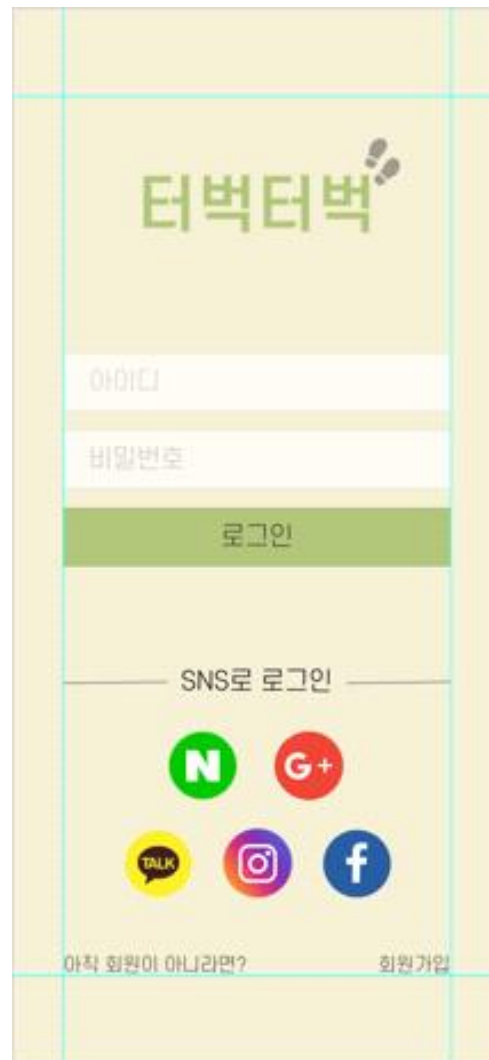 터벅터벅
아이디
비밀번호
로그인
SNS로 로그인
N G+
TALK f
아직 회원이 아니라면? 회원가입